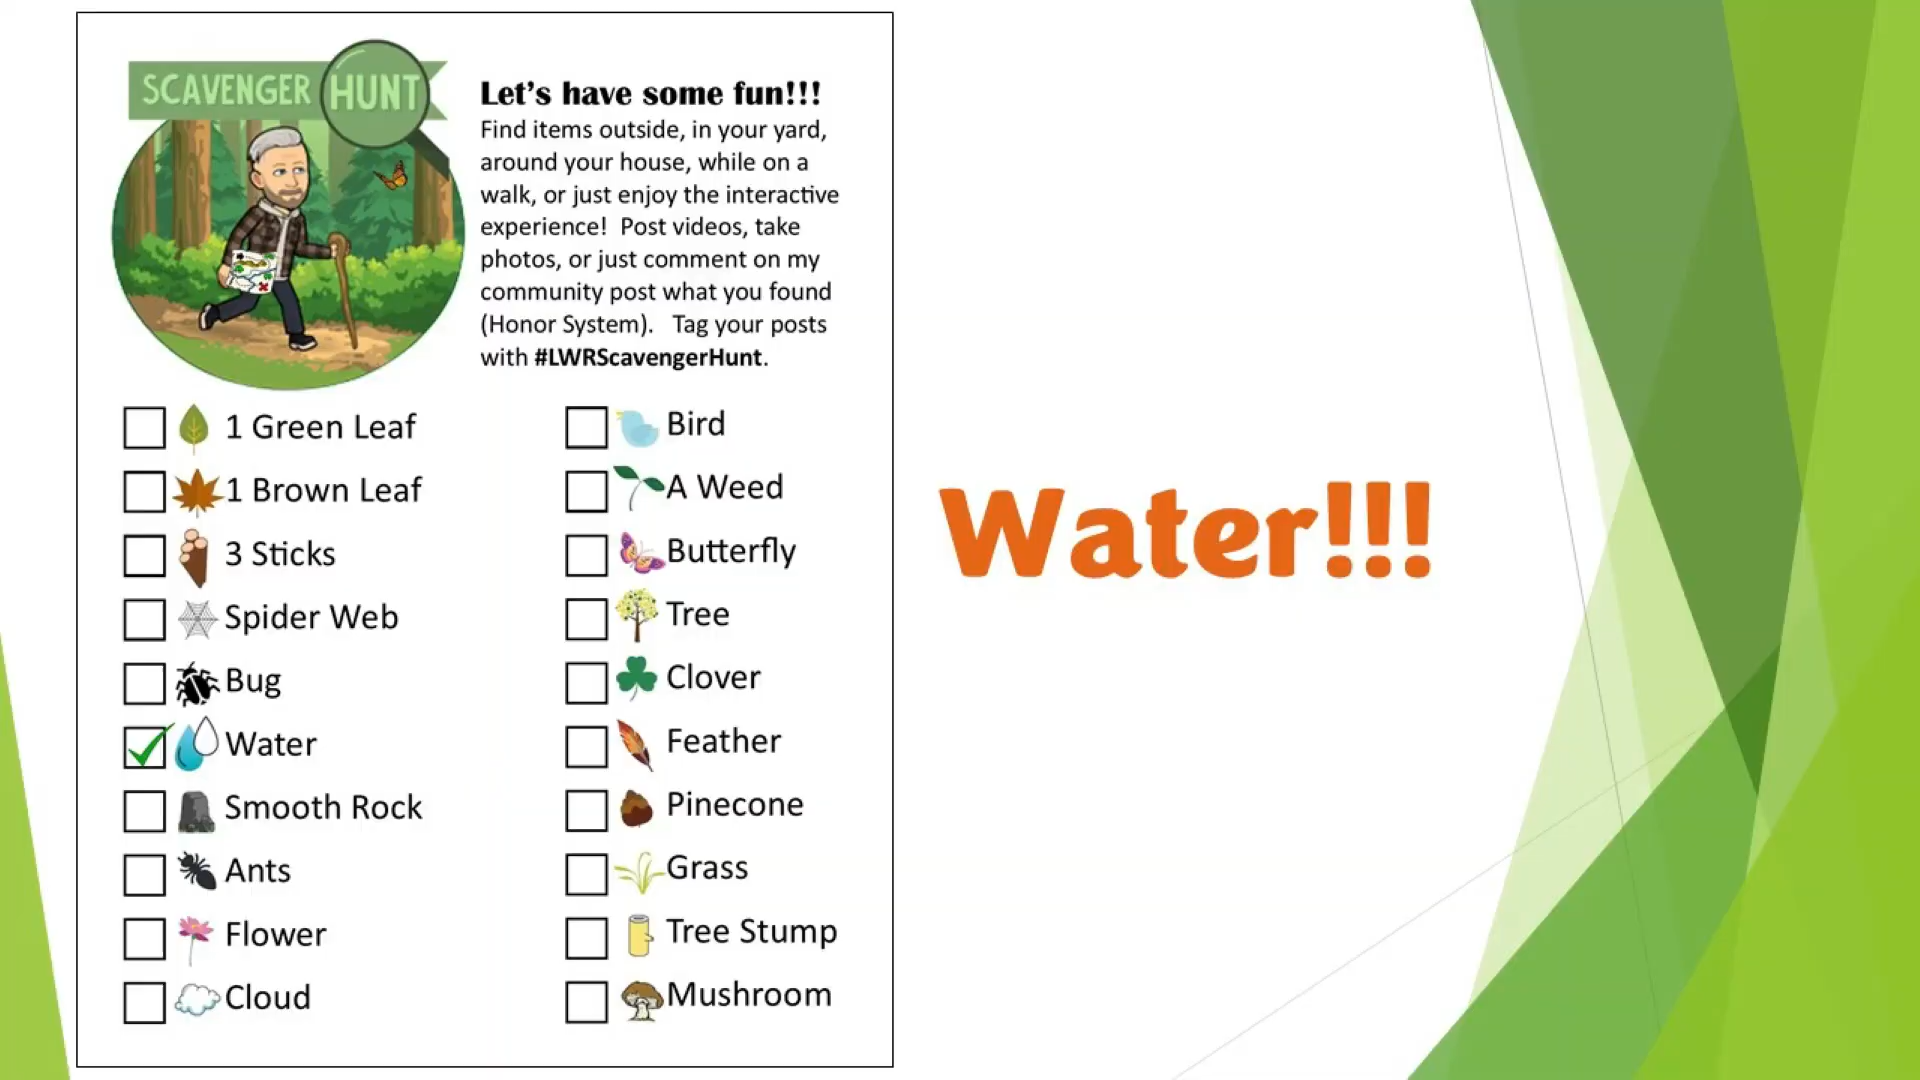 SCAVENGER HUNT
Let's have some fun!!!
Find items outside, in your yard,
around your house, while on a
walk, or just enjoy the interactive
experience! Post videos, take
photos, or just comment on my
community post what you found
(Honor System). Tag your posts
with #LWRScavengerHunt.
1 Green Leaf
1 Brown Leaf
3 Sticks
Spider Web
Bug
Water
Smooth Rock
Ants
Flower
Cloud
Bird
A Weed
Butterfly
Tree
Clover
Feather
Pinecone
Grass
Tree Stump
Mushroom
Water!!!